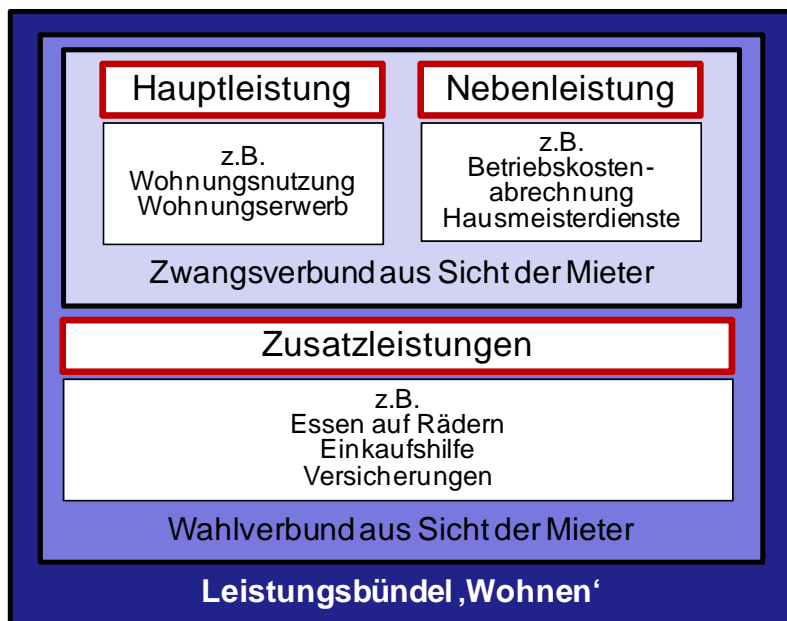 Hauptleistung
z.B.
Wohnungsnutzung
Wohnungserwerb
Nebenleistung
z.B.
Betriebskosten-
abrechnung
Hausmeisterdienste
Zwangsverbund aus Sicht der Mieter
Zusatzleistungen
z.B.
Essen auf Rädern
Einkaufshilfe
Versicherungen
Wahlverbund aus Sicht der Mieter
Leistungsbündel ‚Wohnen‘